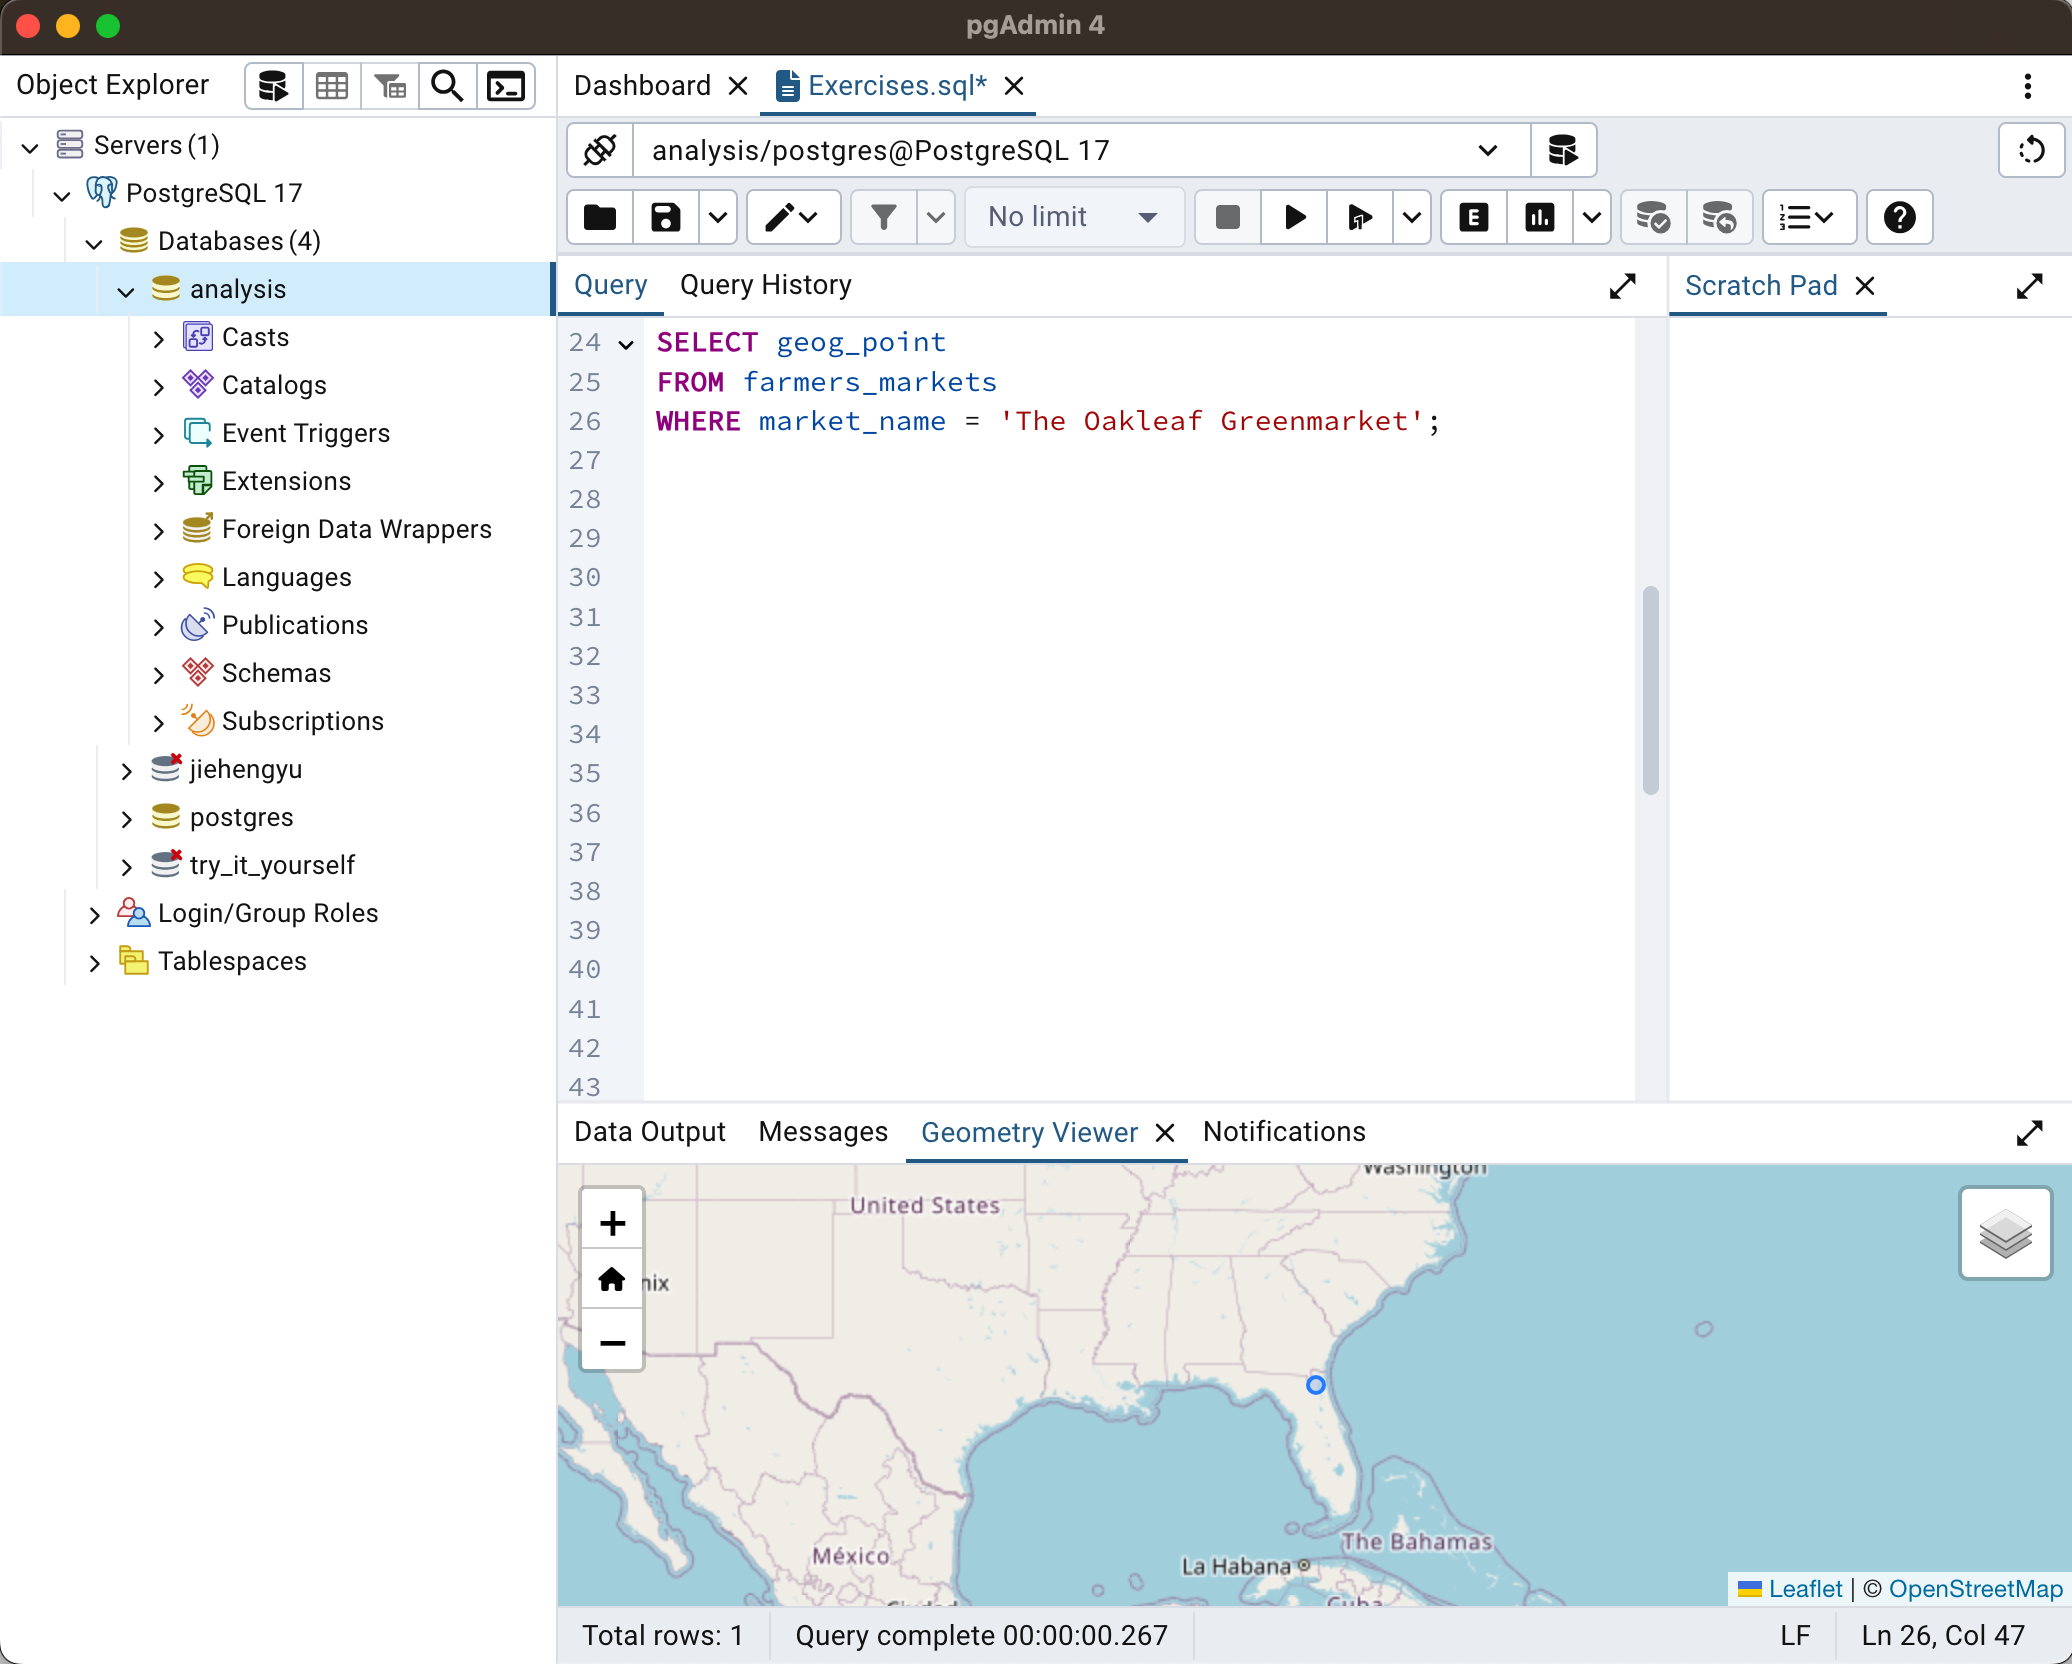 pgAdmin 4
Object Explorer
Dashboard
Exercises.sql*
Servers (1)
PostgreSQL 17
Databases (4)
analysis
Casts
Catalogs
Event Triggers
Extensions
Foreign Data Wrappers
Languages
Publications
Schemas
Subscriptions
jiehengyu
postgres
try_it_yourself
Login/Group Roles
Tablespaces
analysis/postgres@PostgreSQL 17
No limit
E
Query
Query History
Scratch Pad
24 SELECT geog_point
25 FROM farmers_markets
26 WHERE market_name = 'The Oakleaf Greenmarket';
27
28
29
30
31
32
33
34
35
36
37
38
39
40
41
42
43
Data Output
Messages
Geometry Viewer
Notifications
Washington
United States
nix
México
La Habana
The Bahamas
Cuba
Ciudad
+
−
Leaflet | © OpenStreetMap
Total rows: 1
Query complete 00:00:00.267
LF
Ln 26, Col 47